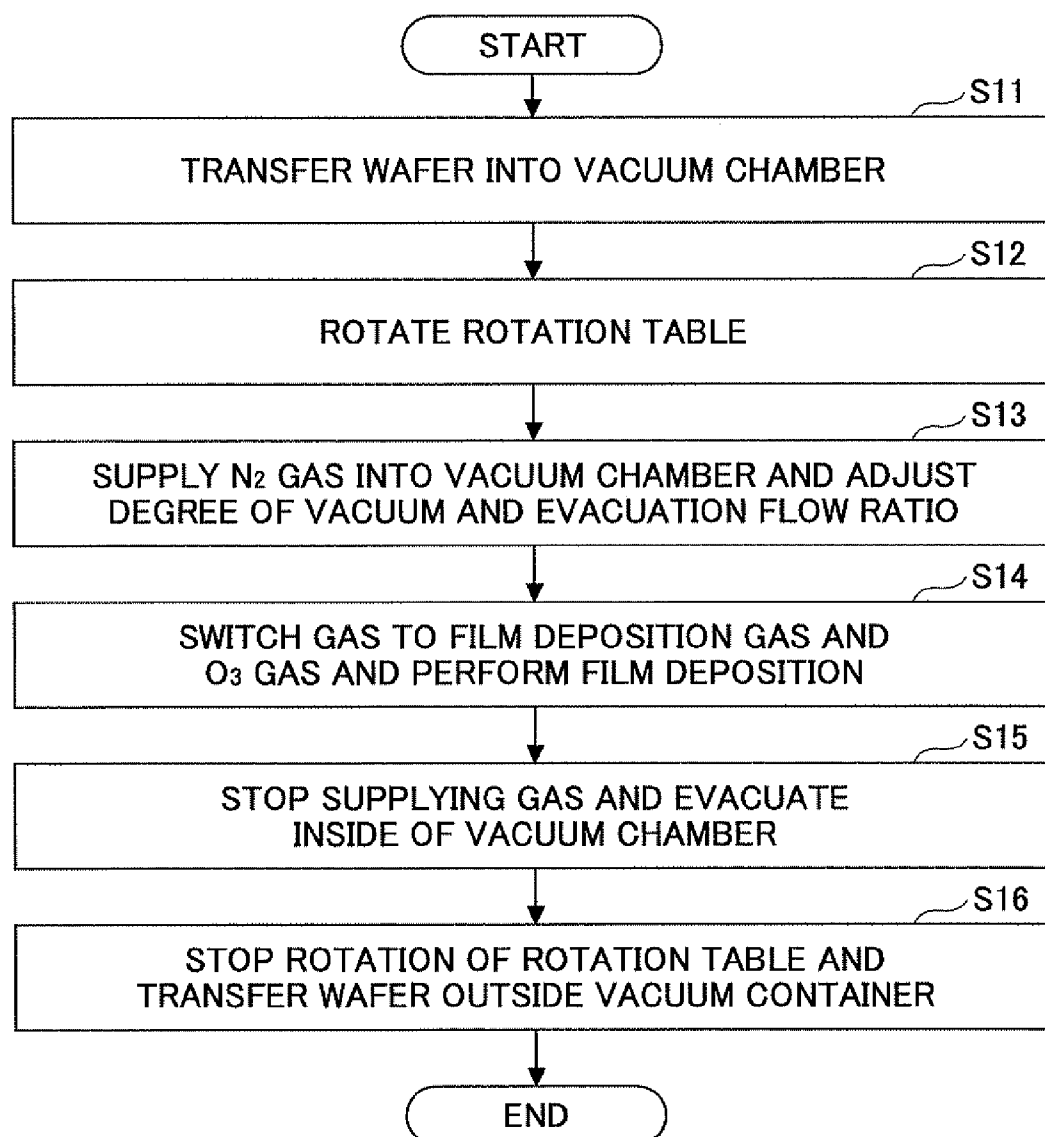 START
S11
TRANSFER WAFER INTO VACUUM CHAMBER
S12
ROTATE ROTATION TABLE
S13
SUPPLY N2 GAS INTO VACUUM CHAMBER AND ADJUST
DEGREE OF VACUUM AND EVACUATION FLOW RATIO
S14
SWITCH GAS TO FILM DEPOSITION GAS AND
O3 GAS AND PERFORM FILM DEPOSITION
S15
STOP SUPPLYING GAS AND EVACUATE
INSIDE OF VACUUM CHAMBER
S16
STOP ROTATION OF ROTATION TABLE AND
TRANSFER WAFER OUTSIDE VACUUM CONTAINER
END